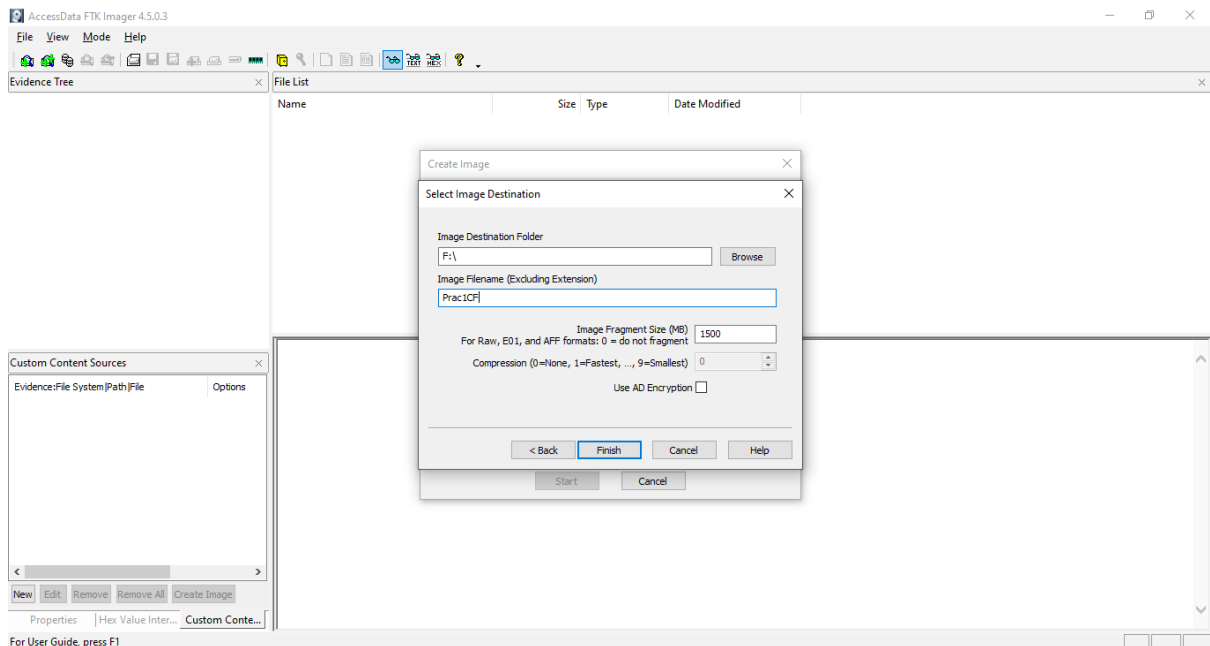 AccessData FTK Imager 4.5.0.3
File View Mode Help
TEXT HEX
Evidence Tree
File List
Name Size Type Date Modified
Create Image
Select Image Destination
Image Destination Folder
F:\
Browse
Image Filename (Excluding Extension)
Prac1CF
Image Fragment Size (MB)
For Raw, E01, and AFF formats: 0 = do not fragment
1500
Compression (0=None, 1=Fastest, ..., 9=Smallest) 0
Use AD Encryption
< Back Finish Cancel Help
Start Cancel
Custom Content Sources
Evidence:File System|Path|File Options
New Edit Remove Remove All Create Image
Properties Hex Value Inter... Custom Conte...
For User Guide, press F1